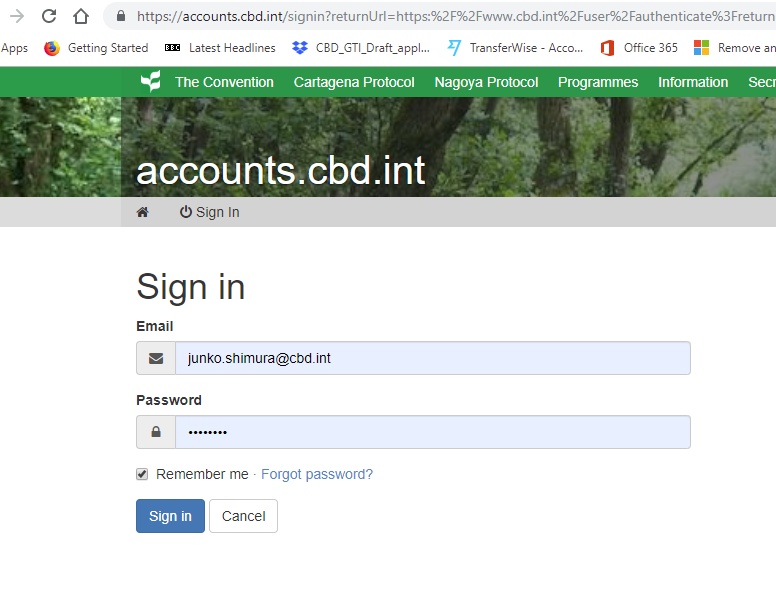 https://accounts.cbd.int/signin?returnUrl=https:%2F%2Fwww.cbd.int%2Fuser%2Fauthenticate%3Freturn
Apps Getting Started BBC Latest Headlines CBD_GTI_Draft_appl... TransferWise - Acco... Office 365 Remove an
The Convention Cartagena Protocol Nagoya Protocol Programmes Information Secr
accounts.cbd.int
Sign In
Sign in
Email
junko.shimura@cbd.int
Password
••••••••
Remember me · Forgot password?
Sign in Cancel